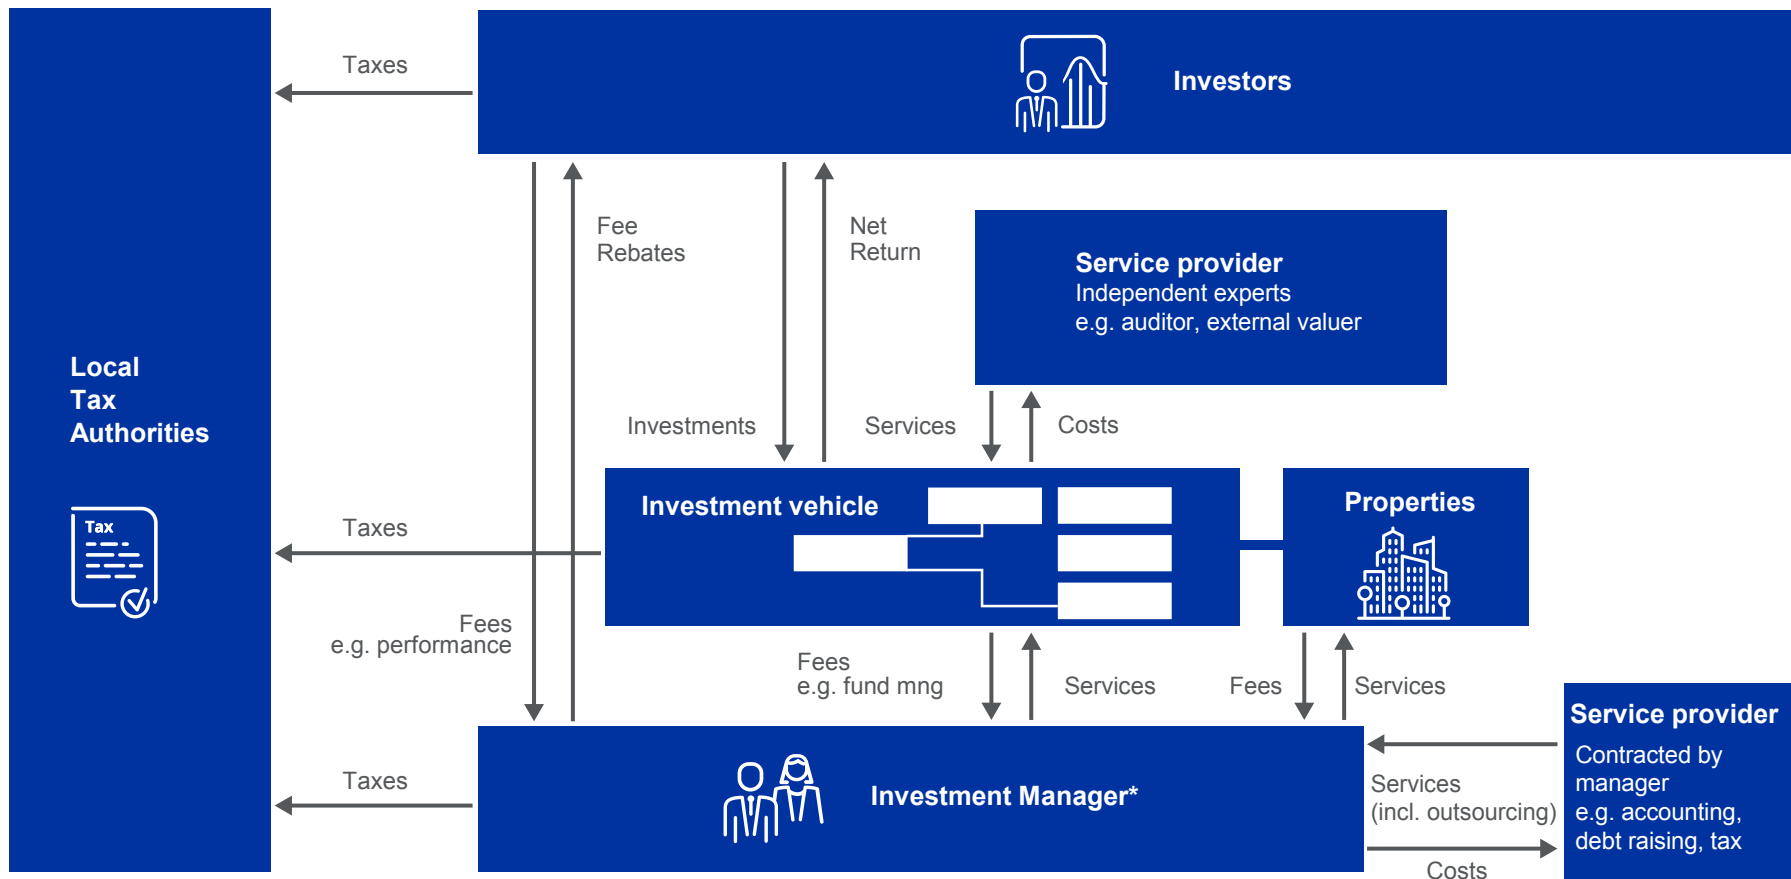 Taxes
Investors
Fee
Rebates
Net
Return
Service provider
Independent experts
e.g. auditor, external valuer
Local
Tax
Authorities
Investments
Services
Costs
Investment vehicle
Properties
Tax
Taxes
Fees
e.g. performance
Fees
e.g. fund mng
Services
Fees
Services
Service provider
Contracted by
manager
e.g. accounting,
debt raising, tax
Taxes
Investment Manager*
Services
(incl. outsourcing)
Costs